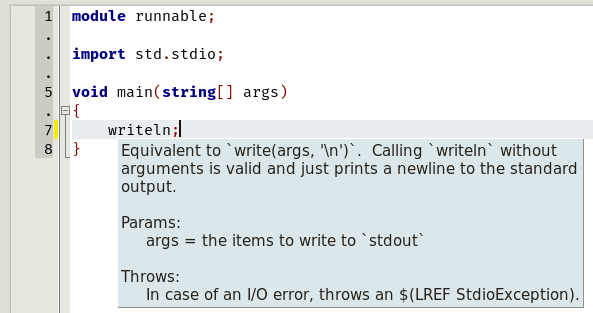 1 module runnable;
.
. import std.stdio;
.
5 void main(string[] args)
. {
7 writeln;
8 }
Equivalent to `write(args, '\n')`.  Calling `writeln` without
arguments is valid and just prints a newline to the standard
output.
Params:
args = the items to write to `stdout`
Throws:
In case of an I/O error, throws an $(LREF StdioException).